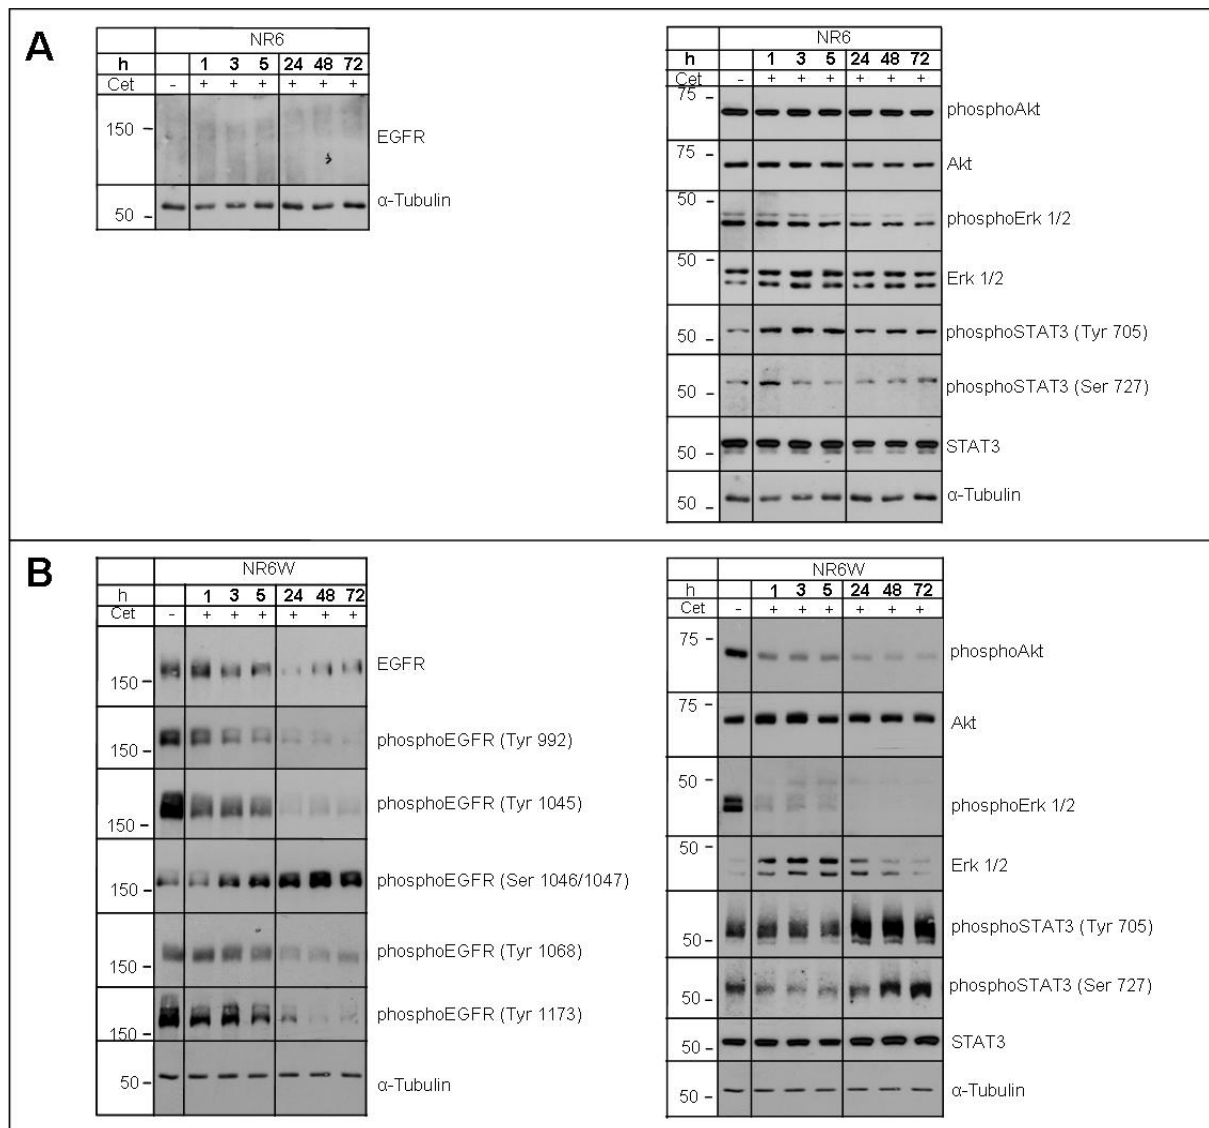 A
NR6
h 1 3 5 24 48 72
Cet - + + + + + +
150 - EGFR
50 - α-Tubulin
NR6
h 1 3 5 24 48 72
Cet - + + + + + +
75 - phosphoAkt
75 - Akt
50 - phosphoErk 1/2
50 - Erk 1/2
50 - phosphoSTAT3 (Tyr 705)
50 - phosphoSTAT3 (Ser 727)
50 - STAT3
50 - α-Tubulin
B
NR6W
h 1 3 5 24 48 72
Cet - + + + + + +
150 - EGFR
150 - phosphoEGFR (Tyr 992)
150 - phosphoEGFR (Tyr 1045)
150 - phosphoEGFR (Ser 1046/1047)
150 - phosphoEGFR (Tyr 1068)
150 - phosphoEGFR (Tyr 1173)
50 - α-Tubulin
NR6W
h 1 3 5 24 48 72
Cet - + + + + + +
75 - phosphoAkt
75 - Akt
50 - phosphoErk 1/2
50 - Erk 1/2
50 - phosphoSTAT3 (Tyr 705)
50 - phosphoSTAT3 (Ser 727)
50 - STAT3
50 - α-Tubulin